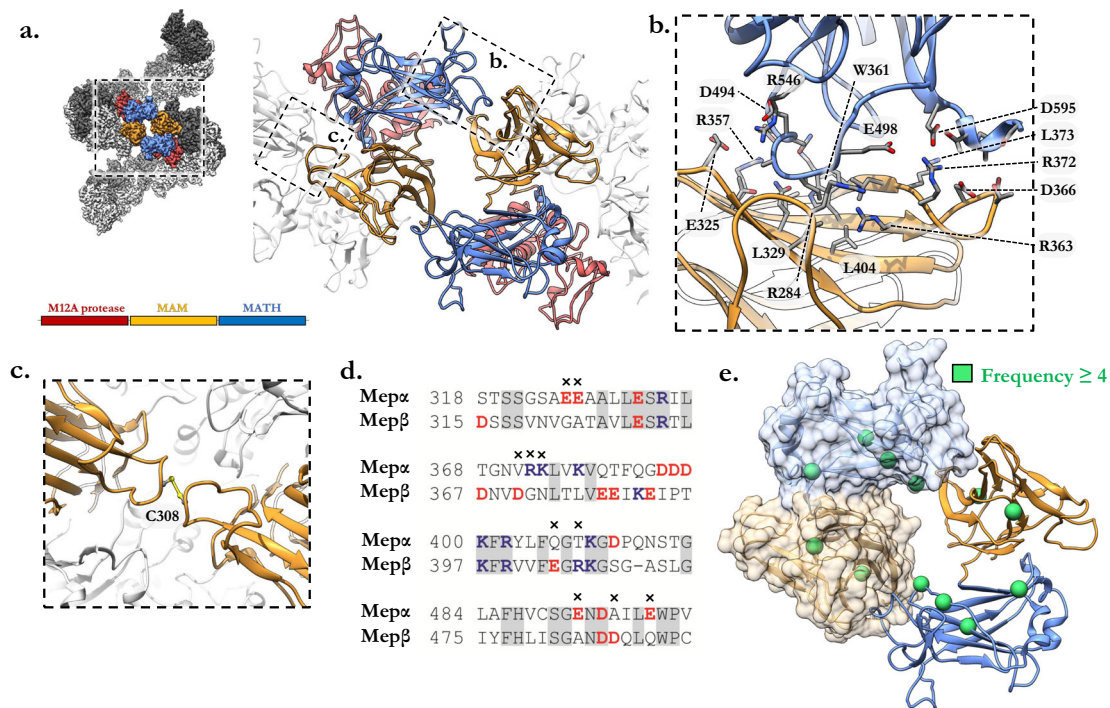 a.
b.
c.
M12A protease MAM MATH
b.
R546
W361
D494
R357
E498
D595
L373
R372
D366
E325
L329
L404
R363
R284
c.
C308
d.
××
Mepα 318 STSSGSAEEAALLESRIL
Mepβ 315 DSSSVNVGATAVLESRTL
×××
Mepα 368 TGNVRKLVKVQTFQGDDD
Mepβ 367 DNVDGNLTLVEEIKEIPT
× ×
Mepα 400 KFRYLFQGTKGDPQNSTG
Mepβ 397 KFRVVFEGRKGSG-ASLG
× × ×
Mepα 484 LAFHVCSGENDAILEWPV
Mepβ 475 IYFHLISGANDDQLQWPC
e.
Frequency ≥ 4